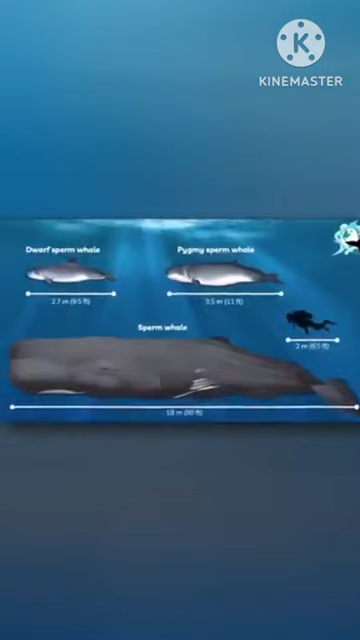 K
KINEMASTER
Dwarf sperm whale
Pygmy sperm whale
2.7 m (9.5 ft)
3.5 m (11 ft)
Sperm whale
2 m (6.5 ft)
18 m (60 ft)